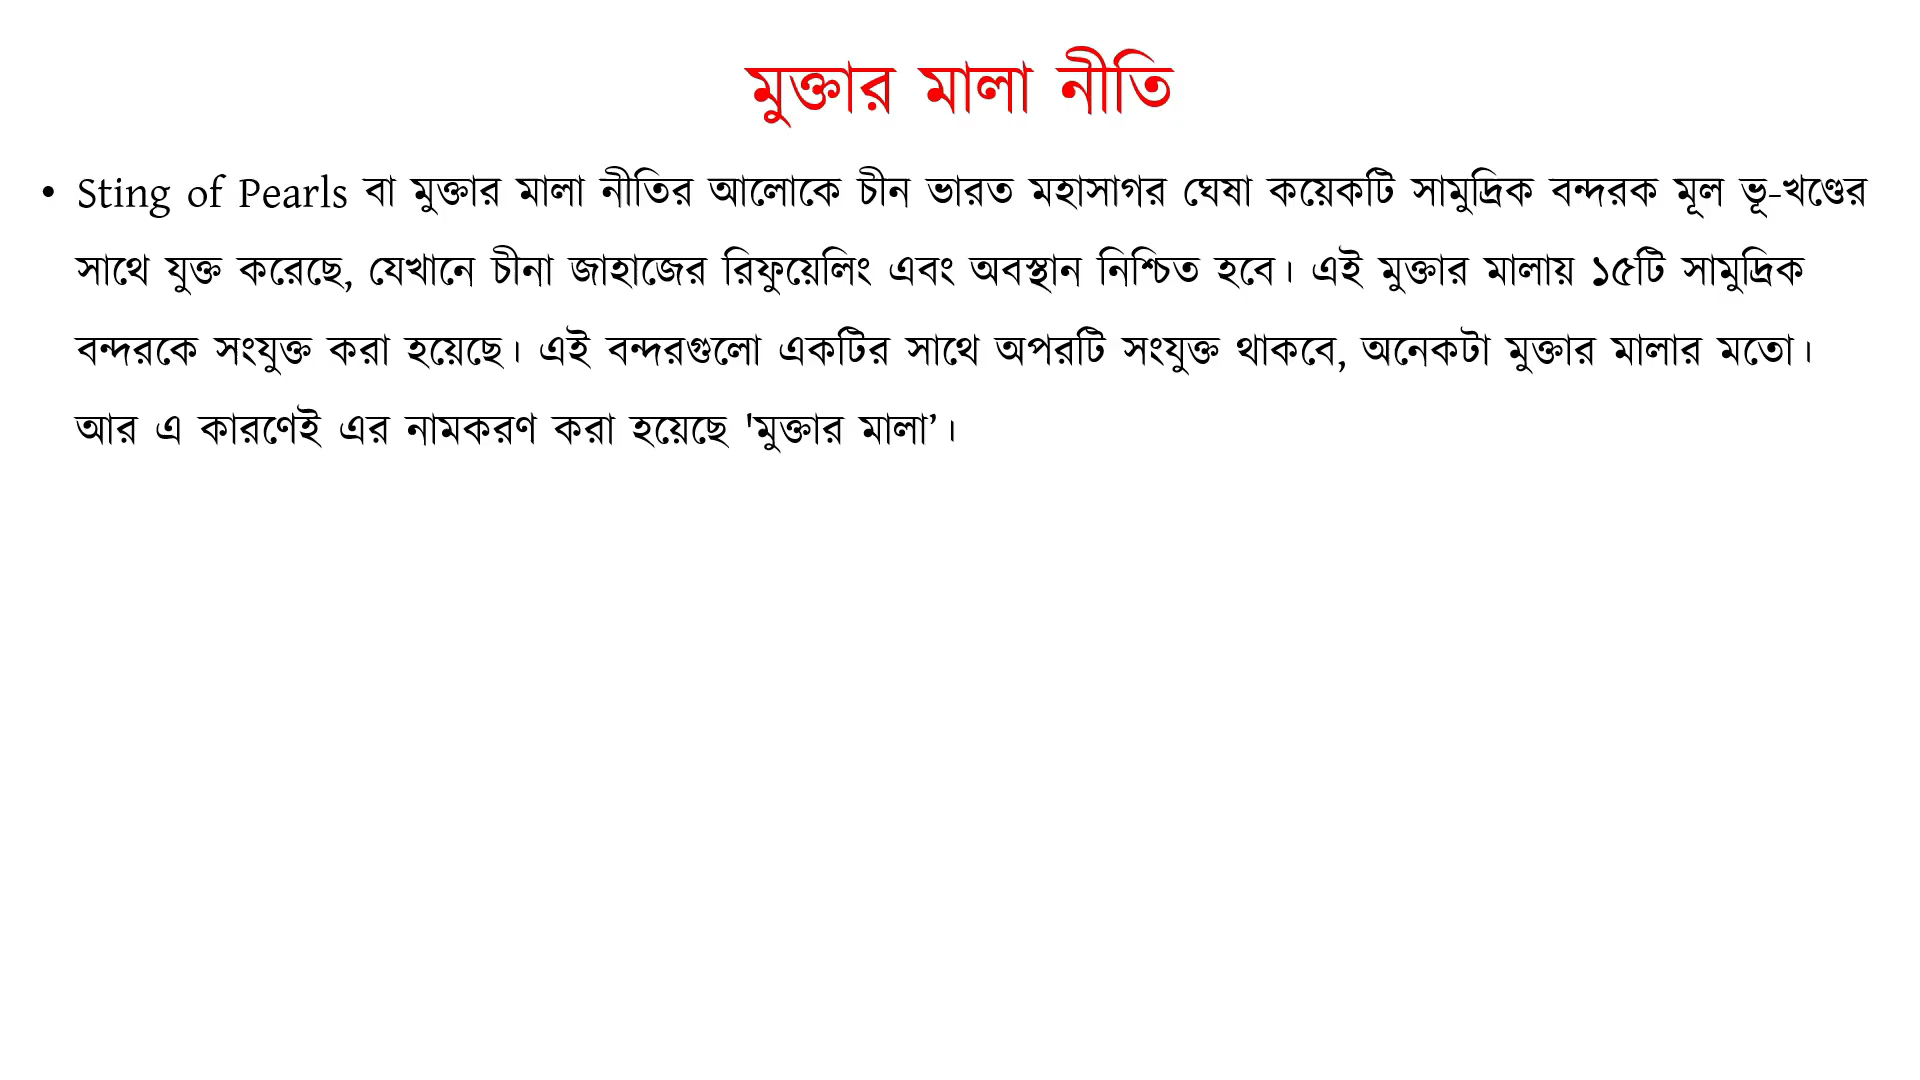 মুক্তার মালা নীতি
• Sting of Pearls বা মুক্তার মালা নীতির আলোকে চীন ভারত মহাসাগর ঘেষা কয়েকটি সামুদ্রিক বন্দরক মূল ভূ-খণ্ডের
সাথে যুক্ত করেছে, যেখানে চীনা জাহাজের রিফুয়েলিং এবং অবস্থান নিশ্চিত হবে। এই মুক্তার মালায় ১৫টি সামুদ্রিক
বন্দরকে সংযুক্ত করা হয়েছে। এই বন্দরগুলো একটির সাথে অপরটি সংযুক্ত থাকবে, অনেকটা মুক্তার মালার মতো।
আর এ কারণেই এর নামকরণ করা হয়েছে 'মুক্তার মালা’।